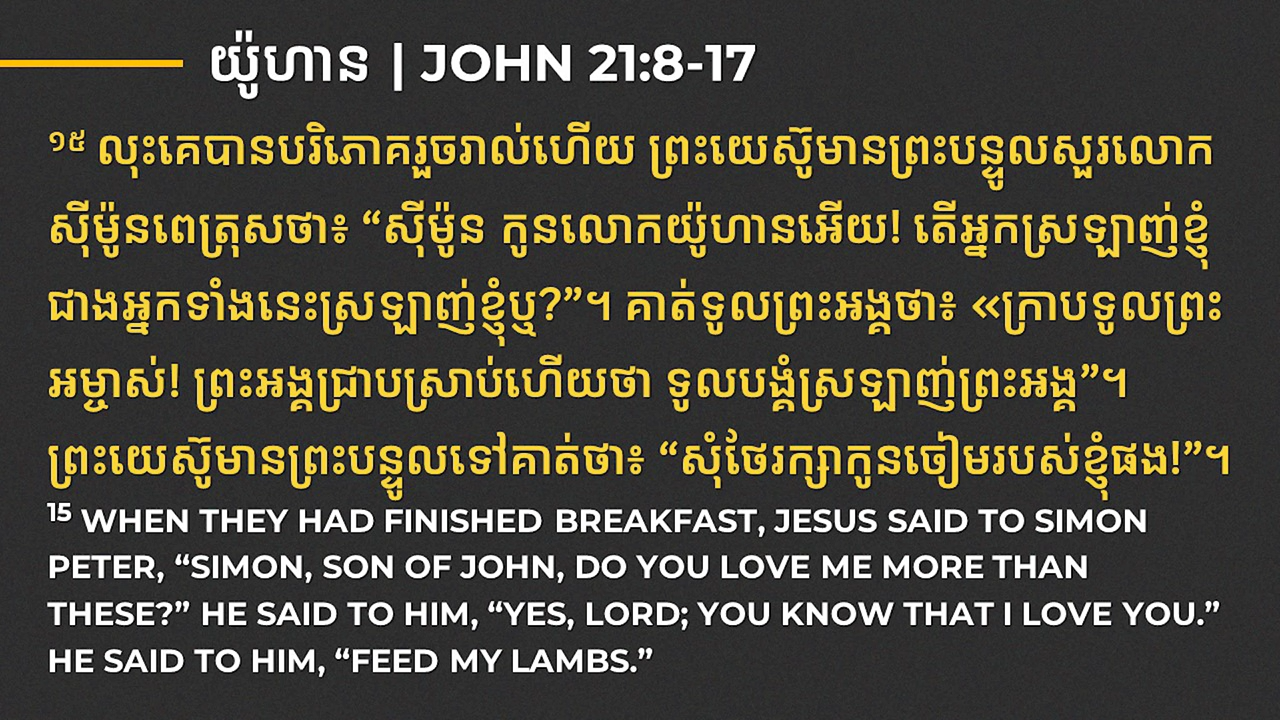 យ៉ូហាន | JOHN 21:8-17
១៥ លុះគេបានបរិភោគរួចរាល់ហើយ ព្រះយេស៊ូមានព្រះបន្ទូលសួរលោក
ស៊ីម៉ូនពេត្រុសថា៖ “ស៊ីម៉ូន កូនលោកយ៉ូហានអើយ! តើអ្នកស្រឡាញ់ខ្ញុំ
ជាងអ្នកទាំងនេះស្រឡាញ់ខ្ញុំឬ?”។ គាត់ទូលព្រះអង្គថា៖ «ក្រាបទូលព្រះ
អម្ចាស់! ព្រះអង្គជ្រាបស្រាប់ហើយថា ទូលបង្គំស្រឡាញ់ព្រះអង្គ”។
ព្រះយេស៊ូមានព្រះបន្ទូលទៅគាត់ថា៖ “សុំថែរក្សាកូនចៀមរបស់ខ្ញុំផង!”។
15 WHEN THEY HAD FINISHED BREAKFAST, JESUS SAID TO SIMON
PETER, “SIMON, SON OF JOHN, DO YOU LOVE ME MORE THAN
THESE?” HE SAID TO HIM, “YES, LORD; YOU KNOW THAT I LOVE YOU.”
HE SAID TO HIM, “FEED MY LAMBS.”